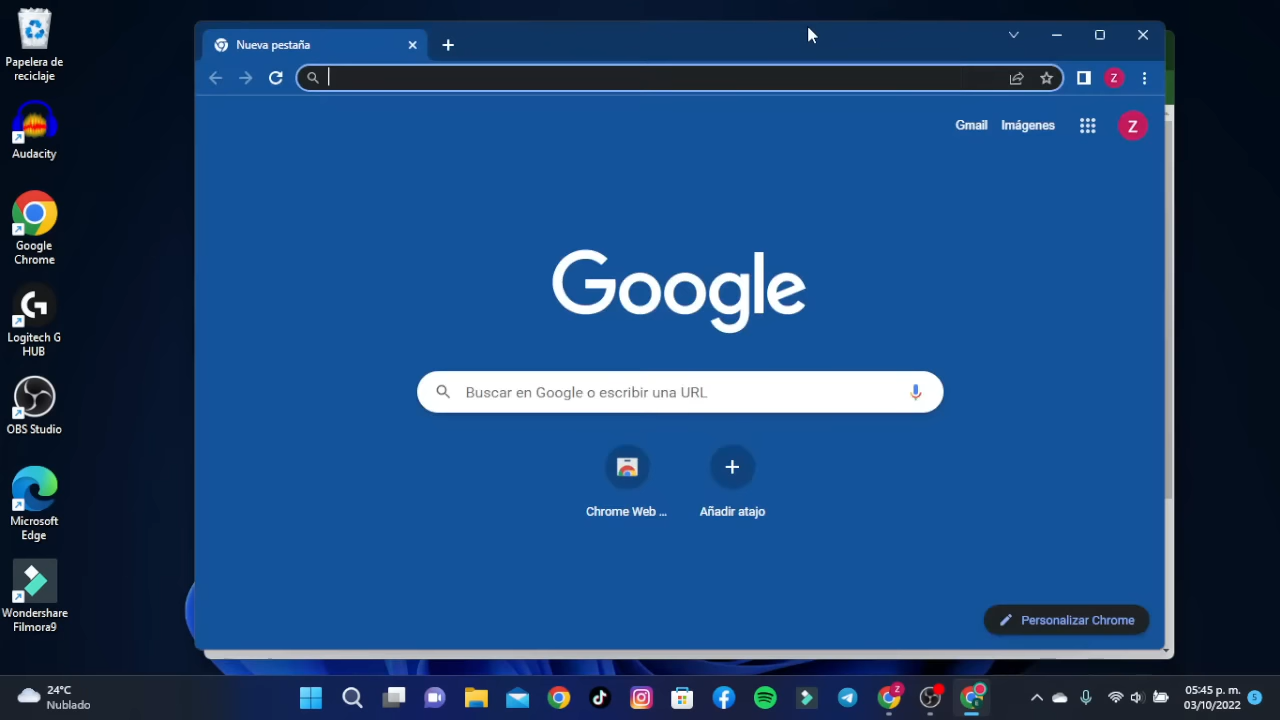 Papelera de
reciclaje
Audacity
Google
Chrome
Logitech G
HUB
OBS Studio
Microsoft
Edge
Wondershare
Filmora9
Nueva pestaña
Z
Gmail
Imágenes
Z
Google
Buscar en Google o escribir una URL
Chrome Web ...
Añadir atajo
Personalizar Chrome
24°C
Nublado
Z
05:45 p. m.
03/10/2022
5